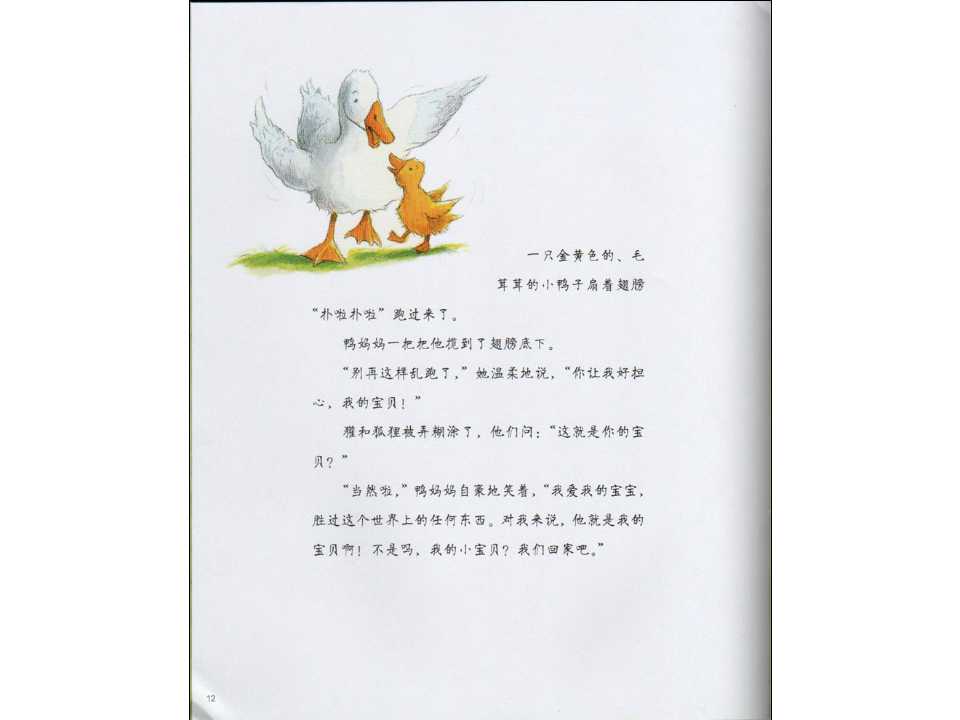 一只金黄色的、毛
茸茸的小鸭子扇着翅膀
“朴啦朴啦”跑过来了。
鸭妈妈一把把他揽到了翅膀底下。
“别再这样乱跑了，”她温柔地说，“你让我好担
心，我的宝贝！”
獾和狐狸被弄糊涂了，他们问：“这就是你的宝
贝？”
“当然啦，”鸭妈妈自豪地笑着，“我爱我的宝宝，
胜过这个世界上的任何东西。对我来说，他就是我的
宝贝啊！不是吗，我的小宝贝？我们回家吧。”
12